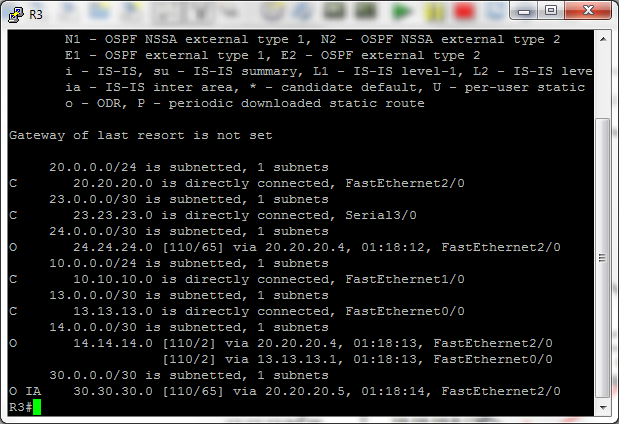 R3
       N1 - OSPF NSSA external type 1, N2 - OSPF NSSA external type 2
       E1 - OSPF external type 1, E2 - OSPF external type 2
       i - IS-IS, su - IS-IS summary, L1 - IS-IS level-1, L2 - IS-IS leve
       ia - IS-IS inter area, * - candidate default, U - per-user static
       o - ODR, P - periodic downloaded static route
Gateway of last resort is not set
     20.0.0.0/24 is subnetted, 1 subnets
C       20.20.20.0 is directly connected, FastEthernet2/0
     23.0.0.0/30 is subnetted, 1 subnets
C       23.23.23.0 is directly connected, Serial3/0
     24.0.0.0/30 is subnetted, 1 subnets
O       24.24.24.0 [110/65] via 20.20.20.4, 01:18:12, FastEthernet2/0
     10.0.0.0/24 is subnetted, 1 subnets
C       10.10.10.0 is directly connected, FastEthernet1/0
     13.0.0.0/30 is subnetted, 1 subnets
C       13.13.13.0 is directly connected, FastEthernet0/0
     14.0.0.0/30 is subnetted, 1 subnets
O       14.14.14.0 [110/2] via 20.20.20.4, 01:18:13, FastEthernet2/0
                   [110/2] via 13.13.13.1, 01:18:13, FastEthernet0/0
     30.0.0.0/30 is subnetted, 1 subnets
O IA    30.30.30.0 [110/65] via 20.20.20.5, 01:18:14, FastEthernet2/0
R3#